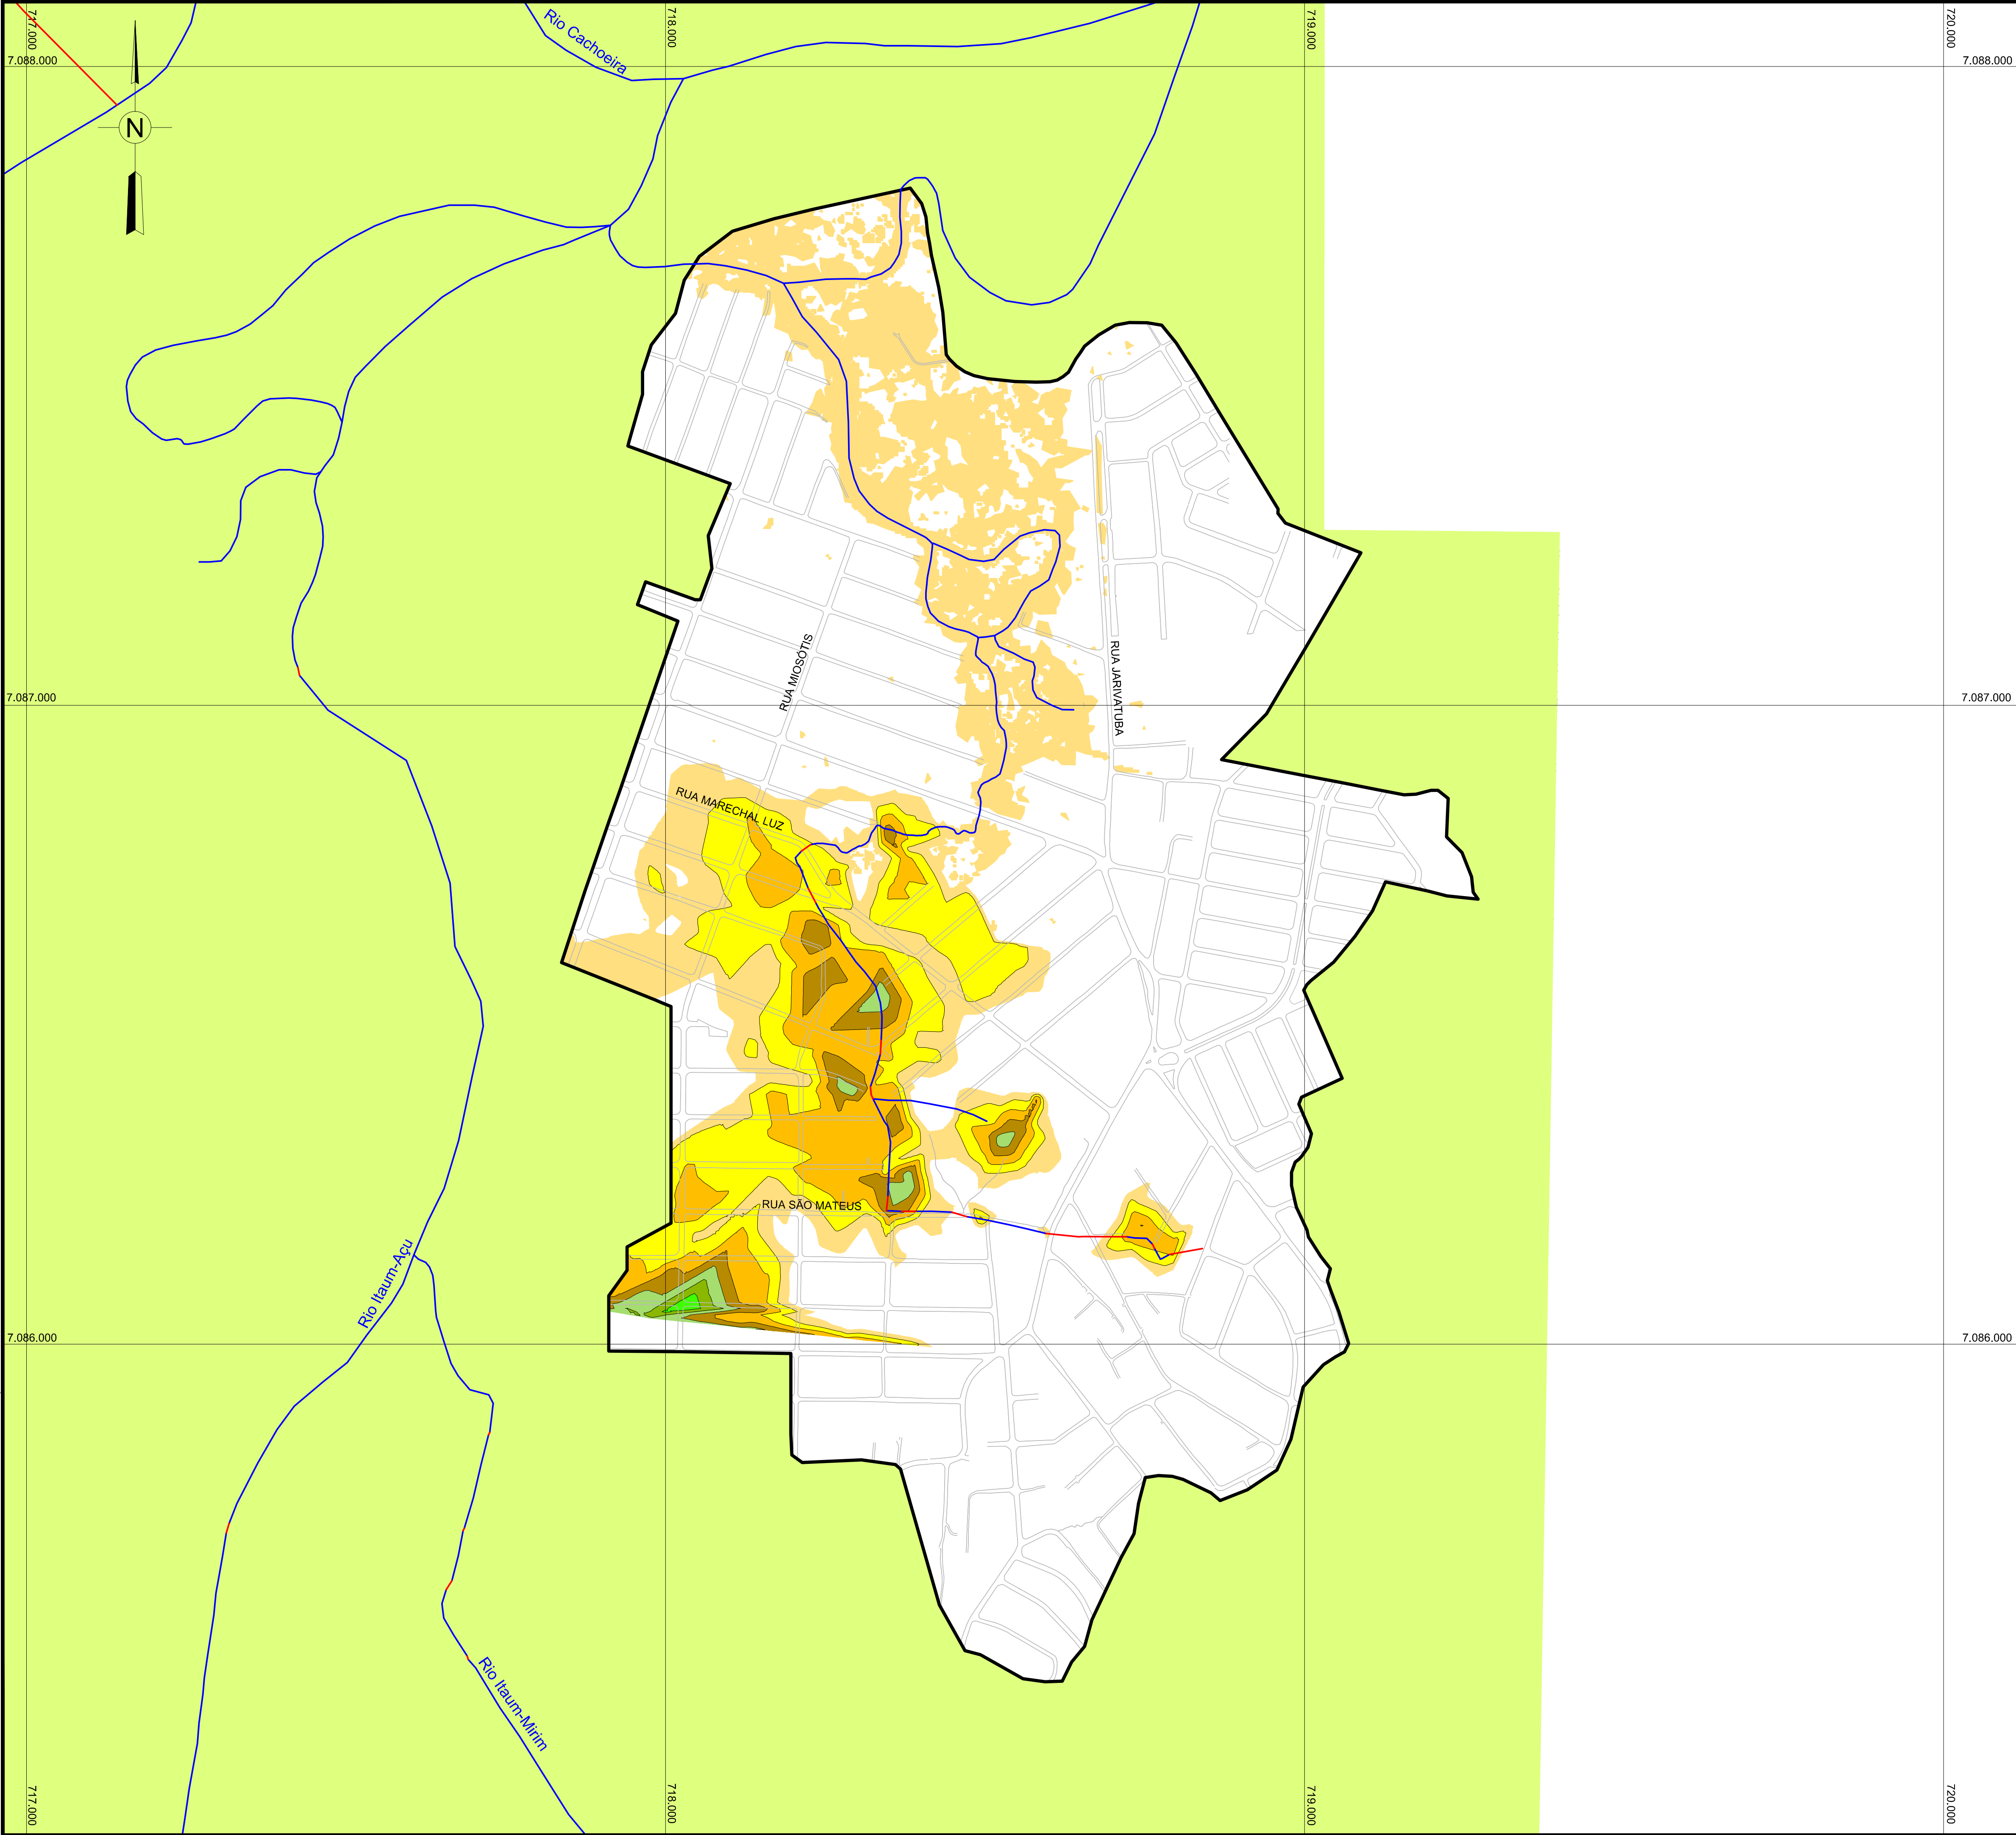 717.000
718.000
719.000
720.000
Rio Cachoeira
7.088.000
7.088.000
N
RUA MIOSÓTIS
RUA JARIVATUBA
7.087.000
7.087.000
RUA MARECHAL LUZ
RUA SÃO MATEUS
Rio Itaum-Açu
7.086.000
7.086.000
Rio Itaum-Mirim
717.000
718.000
719.000
720.000